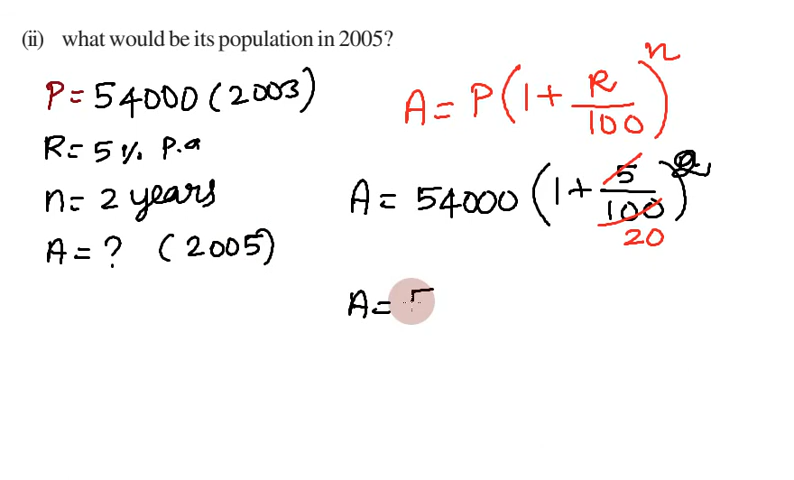 (ii) what would be its population in 2005?
P = 54000 (2003)
A = P(1 + R/100)^n
R = 5 %. P.a
n = 2 years
A = 54000 (1 + 5/100)^2
20
A = ? (2005)
A = 5